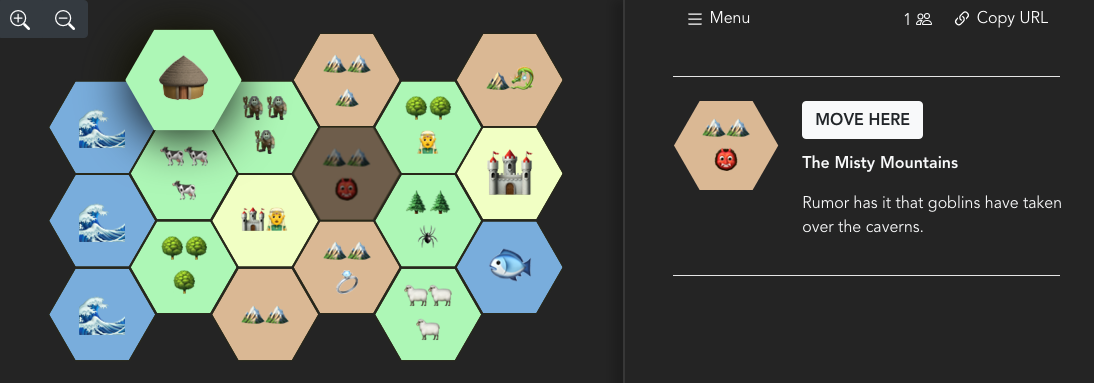 Menu
1
Copy URL
MOVE HERE
The Misty Mountains
Rumor has it that goblins have taken
over the caverns.